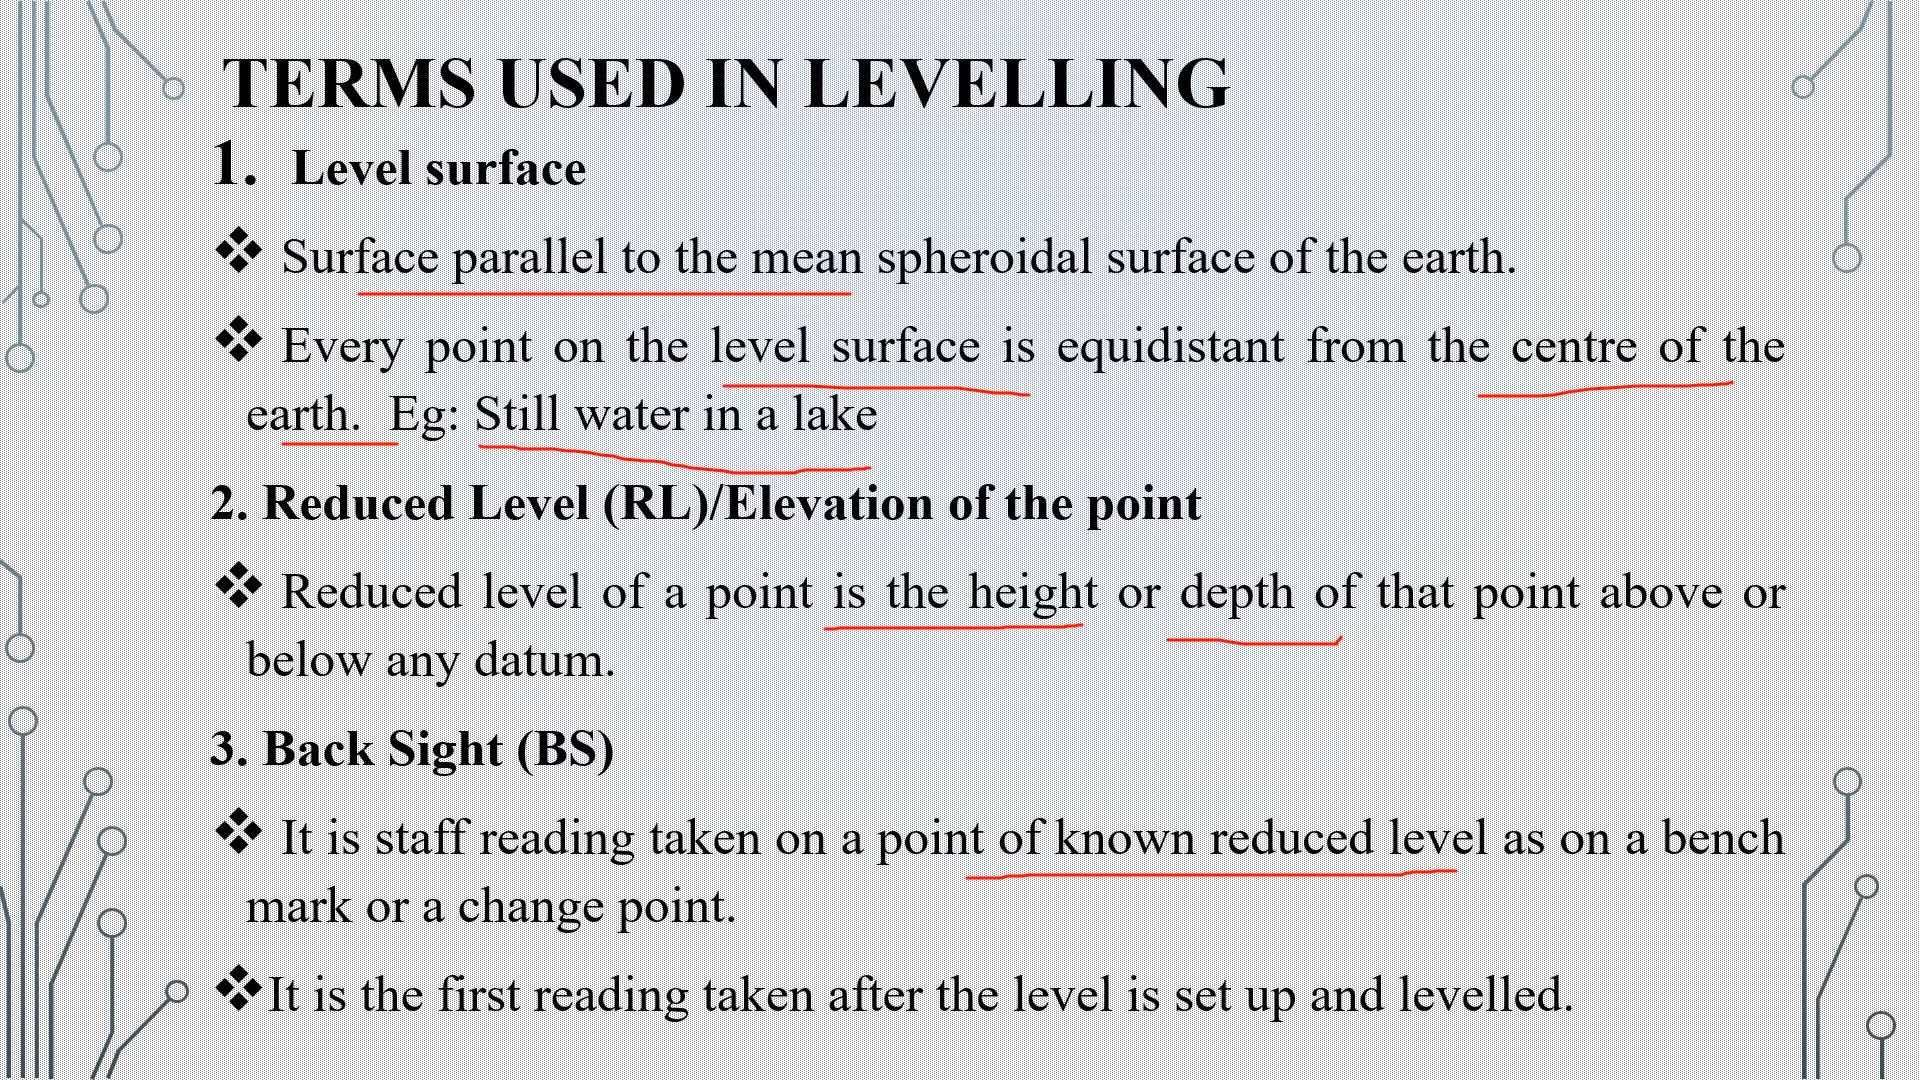 TERMS USED IN LEVELLING
1. Level surface
❖ Surface parallel to the mean spheroidal surface of the earth.
❖ Every point on the level surface is equidistant from the centre of the
earth. Eg: Still water in a lake
2. Reduced Level (RL)/Elevation of the point
❖ Reduced level of a point is the height or depth of that point above or
below any datum.
3. Back Sight (BS)
❖ It is staff reading taken on a point of known reduced level as on a bench
mark or a change point.
❖It is the first reading taken after the level is set up and levelled.